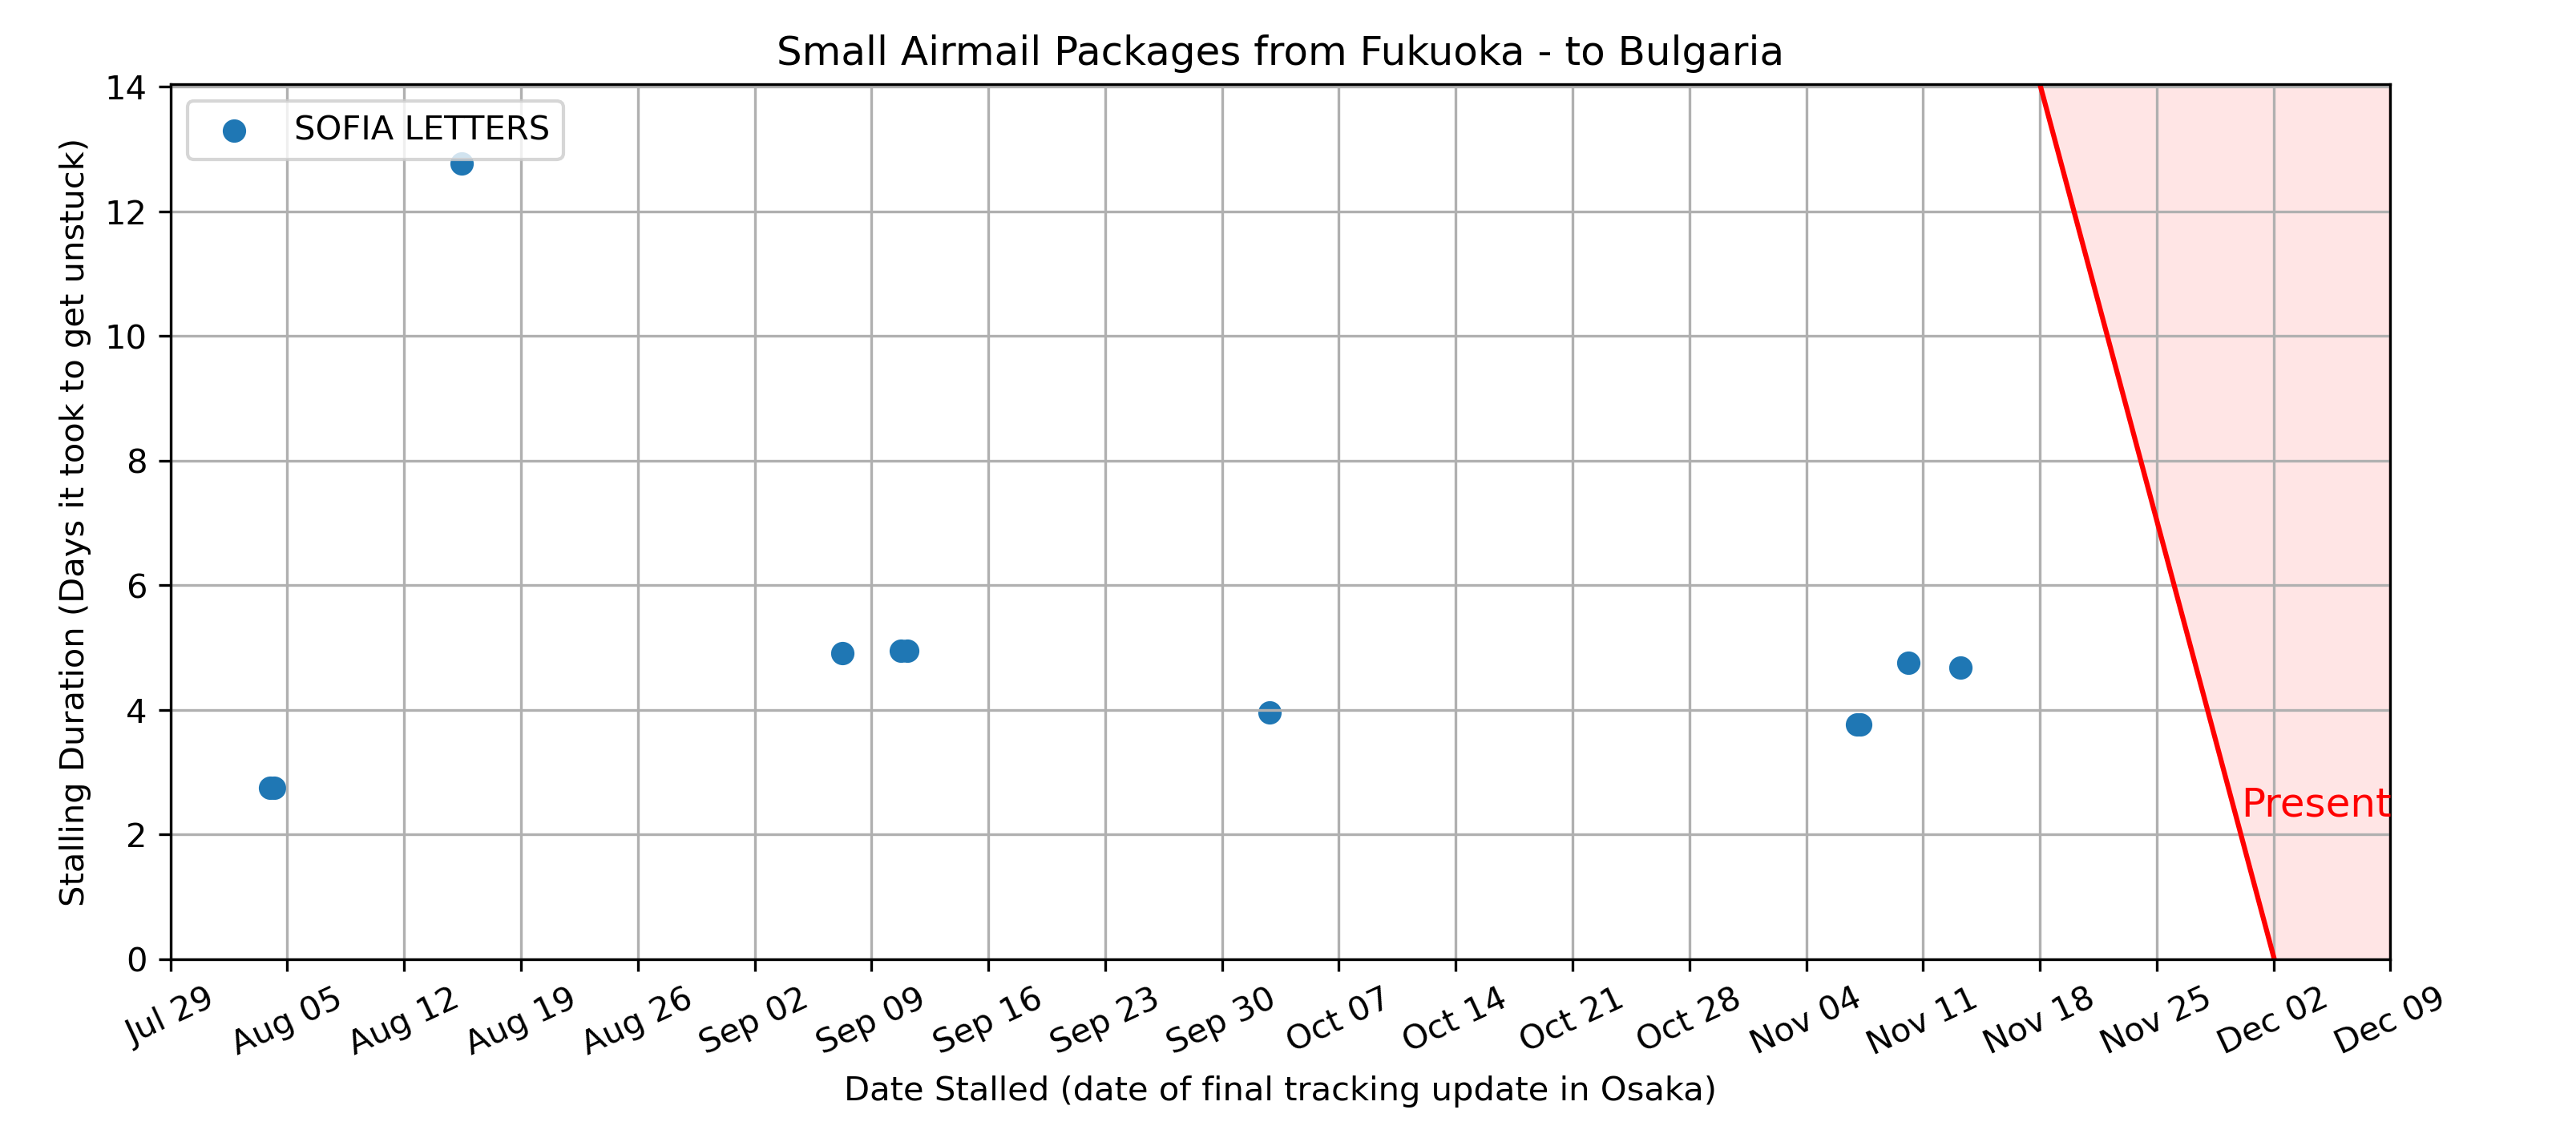 Small Airmail Packages from Fukuoka - to Bulgaria
SOFIA LETTERS
Stalling Duration (Days it took to get unstuck)
14
12
10
8
6
4
2
0
Present
Jul 29
Aug 05
Aug 12
Aug 19
Aug 26
Sep 02
Sep 09
Sep 16
Sep 23
Sep 30
Oct 07
Oct 14
Oct 21
Oct 28
Nov 04
Nov 11
Nov 18
Nov 25
Dec 02
Dec 09
Date Stalled (date of final tracking update in Osaka)